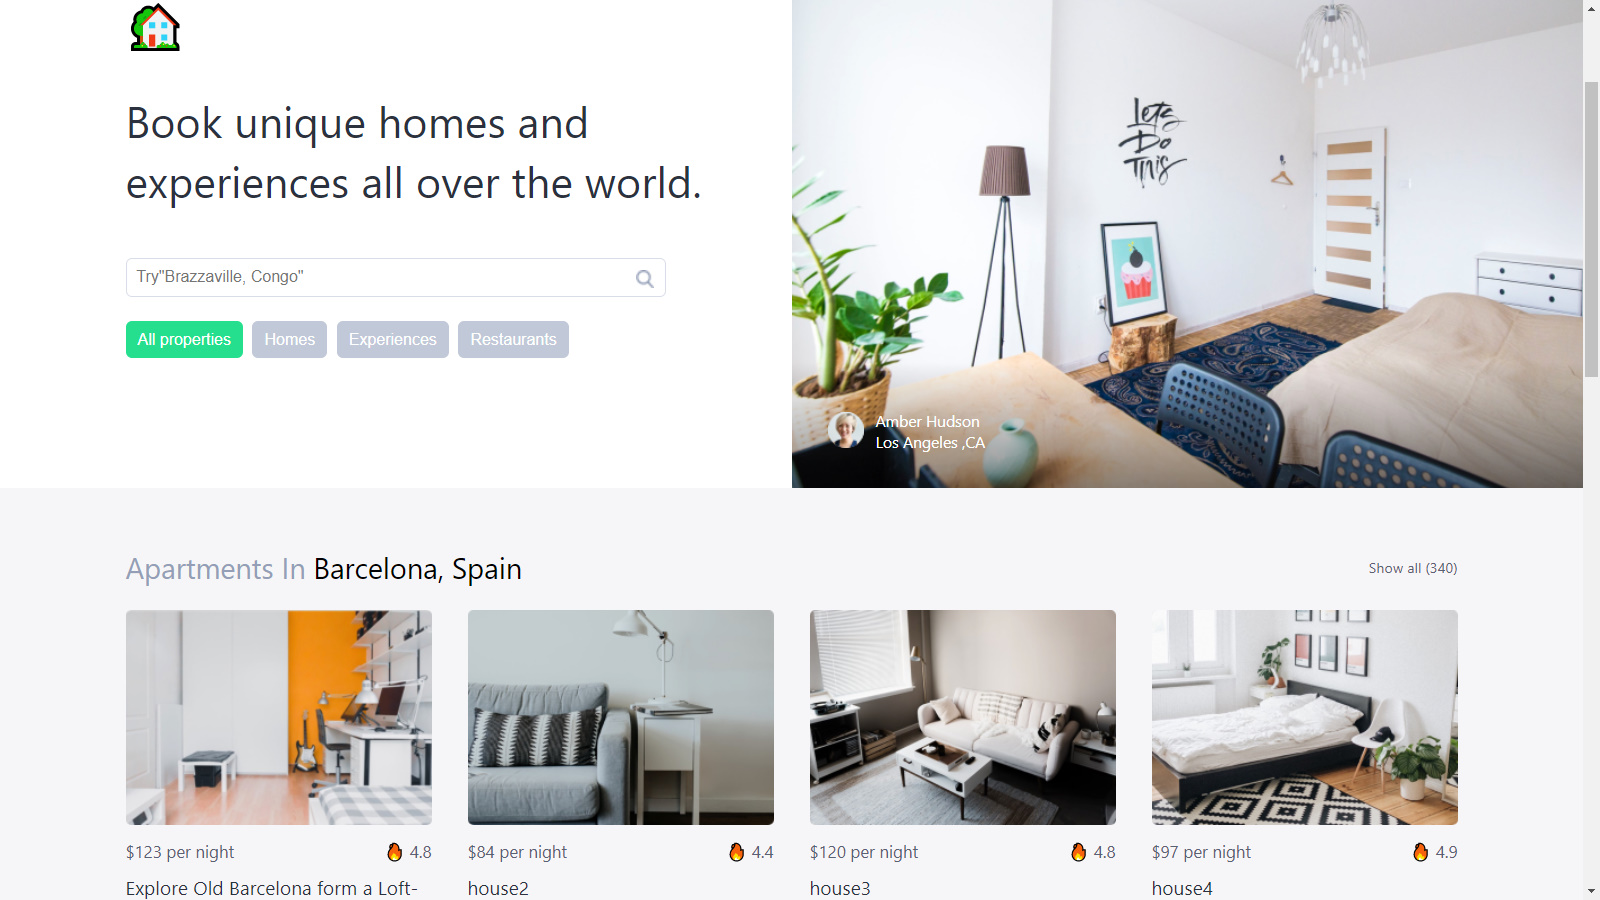 Book unique homes and
experiences all over the world.
Try"Brazzaville, Congo"
All properties
Homes
Experiences
Restaurants
Lets
Do
This
Amber Hudson
Los Angeles ,CA
Apartments In Barcelona, Spain
Show all (340)
$123 per night
4.8
Explore Old Barcelona form a Loft-
$84 per night
4.4
house2
$120 per night
4.8
house3
$97 per night
4.9
house4